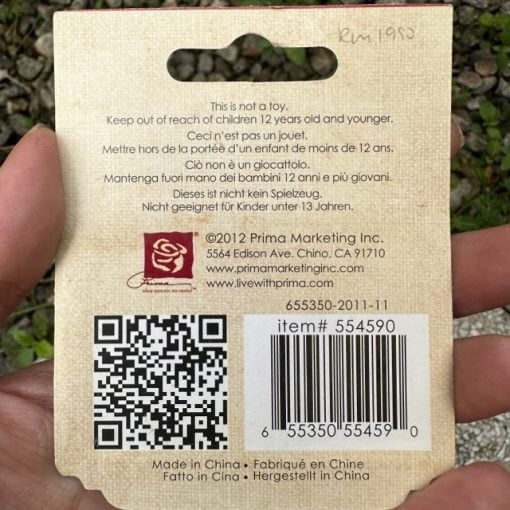 Rm 1950
This is not a toy.
Keep out of reach of children 12 years old and younger.
Ceci n'est pas un jouet.
Mettre hors de la portée d'un enfant de moins de 12 ans.
Ciò non è un giocattolo.
Mantenga fuori mano dei bambini 12 anni e più giovani.
Dieses ist nicht kein Spielzeug.
Nicht geeignet für Kinder unter 13 Jahren.
©2012 Prima Marketing Inc.
5564 Edison Ave. Chino, CA 91710
www.primamarketinginc.com
www.livewithprima.com
Prima
655350-2011-11
item# 554590
6 55350 55459 0
Made in China • Fabriqué en Chine
Fatto in Cina • Hergestellt in China